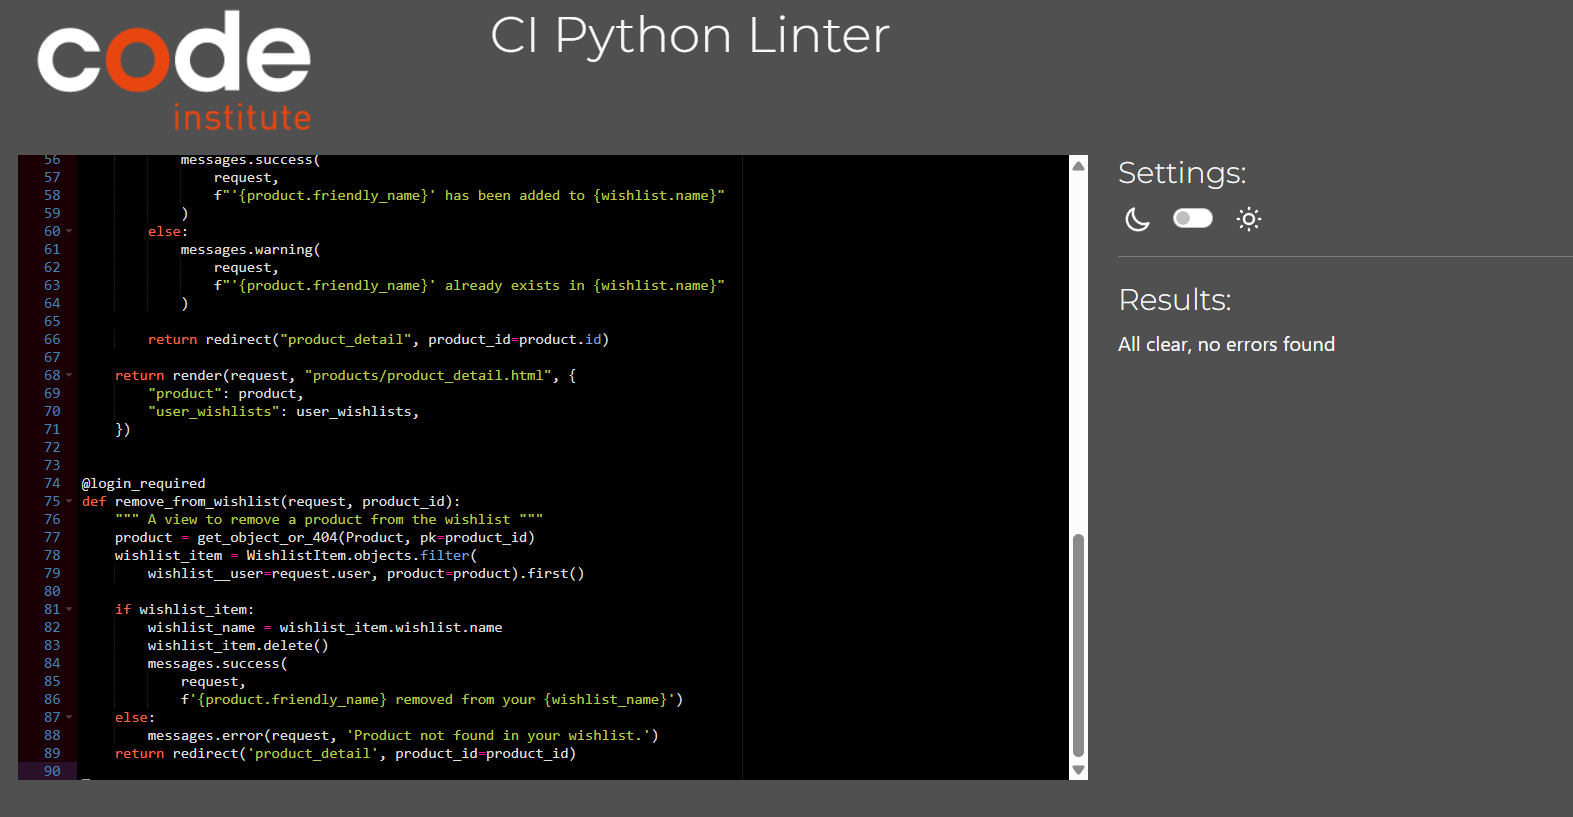 code
institute
CI Python Linter
56 messages.success(
57 request,
58 f"'{product.friendly_name}' has been added to {wishlist.name}"
59 )
60 else:
61 messages.warning(
62 request,
63 f"'{product.friendly_name}' already exists in {wishlist.name}"
64 )
65
66 return redirect("product_detail", product_id=product.id)
67
68 return render(request, "products/product_detail.html", {
69 "product": product,
70 "user_wishlists": user_wishlists,
71 })
72
73
74 @login_required
75 def remove_from_wishlist(request, product_id):
76 """ A view to remove a product from the wishlist """
77 product = get_object_or_404(Product, pk=product_id)
78 wishlist_item = WishlistItem.objects.filter(
79 wishlist__user=request.user, product=product).first()
80
81 if wishlist_item:
82 wishlist_name = wishlist_item.wishlist.name
83 wishlist_item.delete()
84 messages.success(
85 request,
86 f'{product.friendly_name} removed from your {wishlist_name}')
87 else:
88 messages.error(request, 'Product not found in your wishlist.')
89 return redirect('product_detail', product_id=product_id)
90
Settings:
Results:
All clear, no errors found